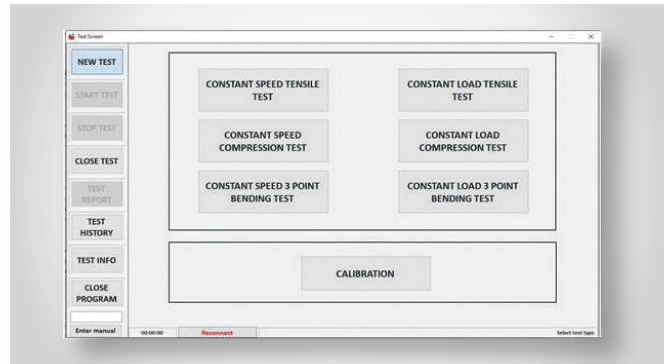 Test Screen
NEW TEST
START TEST
STOP TEST
CLOSE TEST
TEST
REPORT
TEST
HISTORY
TEST INFO
CLOSE
PROGRAM
Enter manual
CONSTANT SPEED TENSILE
TEST
CONSTANT LOAD TENSILE
TEST
CONSTANT SPEED
COMPRESSION TEST
CONSTANT LOAD
COMPRESSION TEST
CONSTANT SPEED 3 POINT
BENDING TEST
CONSTANT LOAD 3 POINT
BENDING TEST
CALIBRATION
00:00:00
Reconnect
Select test type